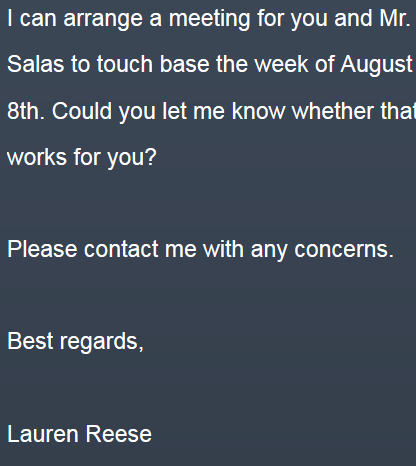 I can arrange a meeting for you and Mr.
Salas to touch base the week of August
8th. Could you let me know whether that
works for you?
Please contact me with any concerns.
Best regards,
Lauren Reese